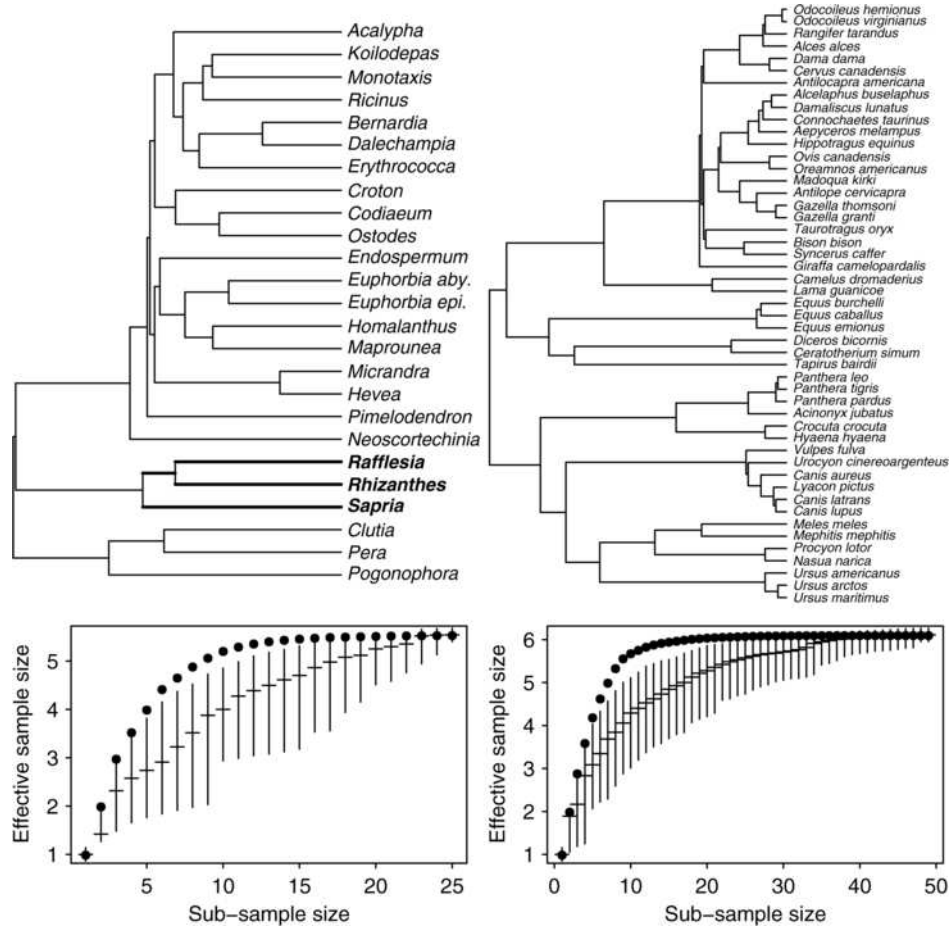 Acalypha
Koilodepas
Monotaxis
Ricinus
Bernardia
Dalechampia
Erythrococca
Croton
Codiaeum
Ostodes
Endospermum
Euphorbia aby.
Euphorbia epi.
Homalanthus
Maprounea
Micrandra
Hevea
Pimelodendron
Neoscortechinia
Rafflesia
Rhizanthes
Sapria
Clutia
Pera
Pogonophora
Odocoileus hemionus
Odocoileus virginianus
Rangifer tarandus
Alces alces
Dama dama
Cervus canadensis
Antilocapra americana
Alcelaphus buselaphus
Damaliscus lunatus
Connochaetes taurinus
Aepyceros melampus
Hippotragus equinus
Ovis canadensis
Oreamnos americanus
Madoqua kirki
Antilope cervicapra
Gazella thomsoni
Gazella granti
Taurotragus oryx
Bison bison
Syncerus caffer
Giraffa camelopardalis
Camelus dromaderius
Lama guanicoe
Equus burchelli
Equus caballus
Equus emionus
Diceros bicornis
Ceratotherium simum
Tapirus bairdii
Panthera leo
Panthera tigris
Panthera pardus
Acinonyx jubatus
Crocuta crocuta
Hyaena hyaena
Vulpes fulva
Urocyon cinereoargenteus
Canis aureus
Lyacon pictus
Canis latrans
Canis lupus
Meles meles
Mephitis mephitis
Procyon lotor
Nasua narica
Ursus americanus
Ursus arctos
Ursus maritimus
Effective sample size
5
4
3
2
1
5 10 15 20 25
Sub-sample size
Effective sample size
6
5
4
3
2
1
0 10 20 30 40 50
Sub-sample size